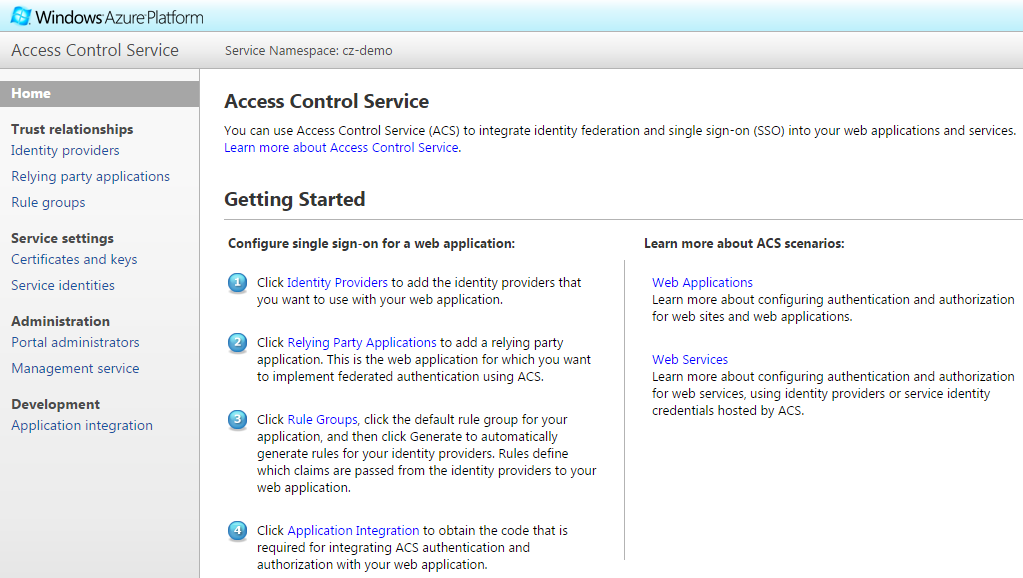 Windows Azure Platform
Access Control Service
Service Namespace: cz-demo
Home
Trust relationships
Identity providers
Relying party applications
Rule groups
Service settings
Certificates and keys
Service identities
Administration
Portal administrators
Management service
Development
Application integration
Access Control Service
You can use Access Control Service (ACS) to integrate identity federation and single sign-on (SSO) into your web applications and services.
Learn more about Access Control Service.
Getting Started
Configure single sign-on for a web application:
1 Click Identity Providers to add the identity providers that
you want to use with your web application.
2 Click Relying Party Applications to add a relying party
application. This is the web application for which you want
to implement federated authentication using ACS.
3 Click Rule Groups, click the default rule group for your
application, and then click Generate to automatically
generate rules for your identity providers. Rules define
which claims are passed from the identity providers to your
web application.
4 Click Application Integration to obtain the code that is
required for integrating ACS authentication and
authorization with your web application.
Learn more about ACS scenarios:
Web Applications
Learn more about configuring authentication and authorization
for web sites and web applications.
Web Services
Learn more about configuring authentication and authorization
for web services, using identity providers or service identity
credentials hosted by ACS.